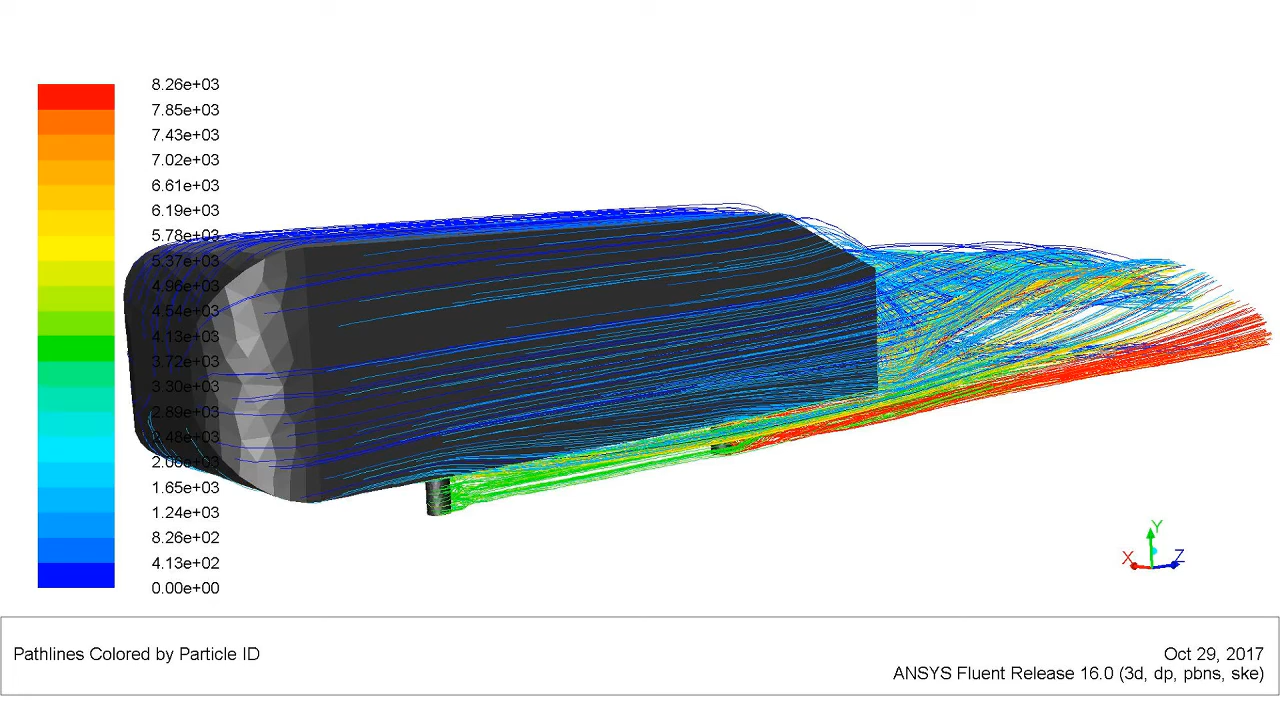 8.26e+03
7.85e+03
7.43e+03
7.02e+03
6.61e+03
6.19e+03
5.78e+03
5.37e+03
4.96e+03
4.54e+03
4.13e+03
3.72e+03
3.30e+03
2.89e+03
2.48e+03
2.06e+03
1.65e+03
1.24e+03
8.26e+02
4.13e+02
0.00e+00
Y
X Z
Pathlines Colored by Particle ID
Oct 29, 2017
ANSYS Fluent Release 16.0 (3d, dp, pbns, ske)